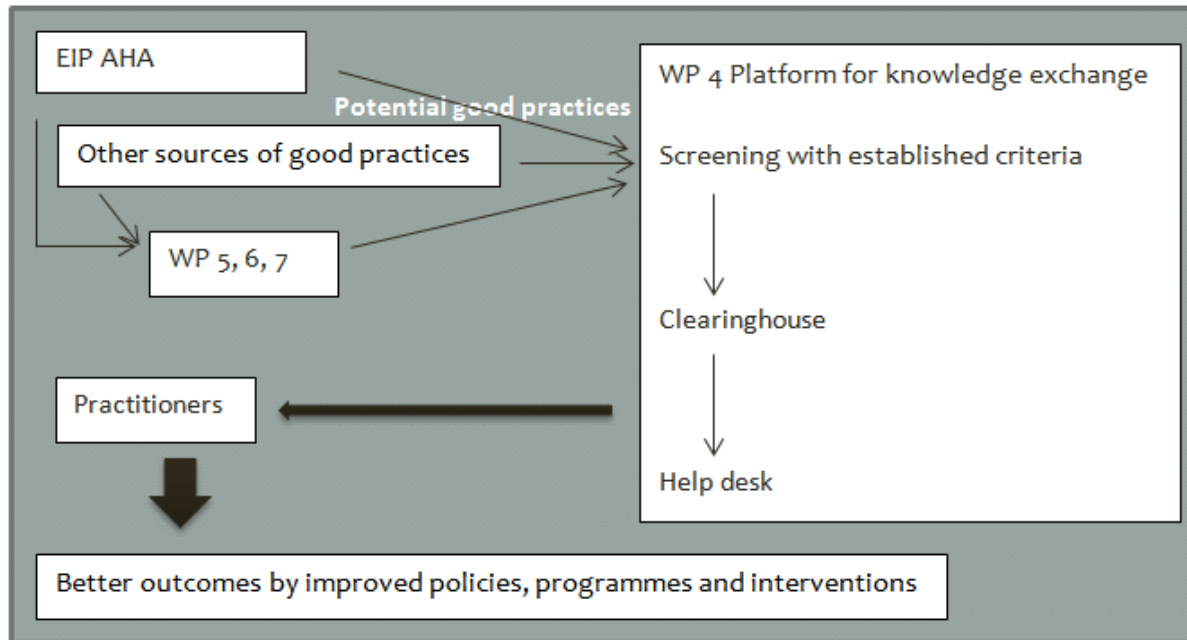 EIP AHA
Potential good practices
Other sources of good practices
WP 5, 6, 7
WP 4 Platform for knowledge exchange
Screening with established criteria
Clearinghouse
Help desk
Practitioners
Better outcomes by improved policies, programmes and interventions